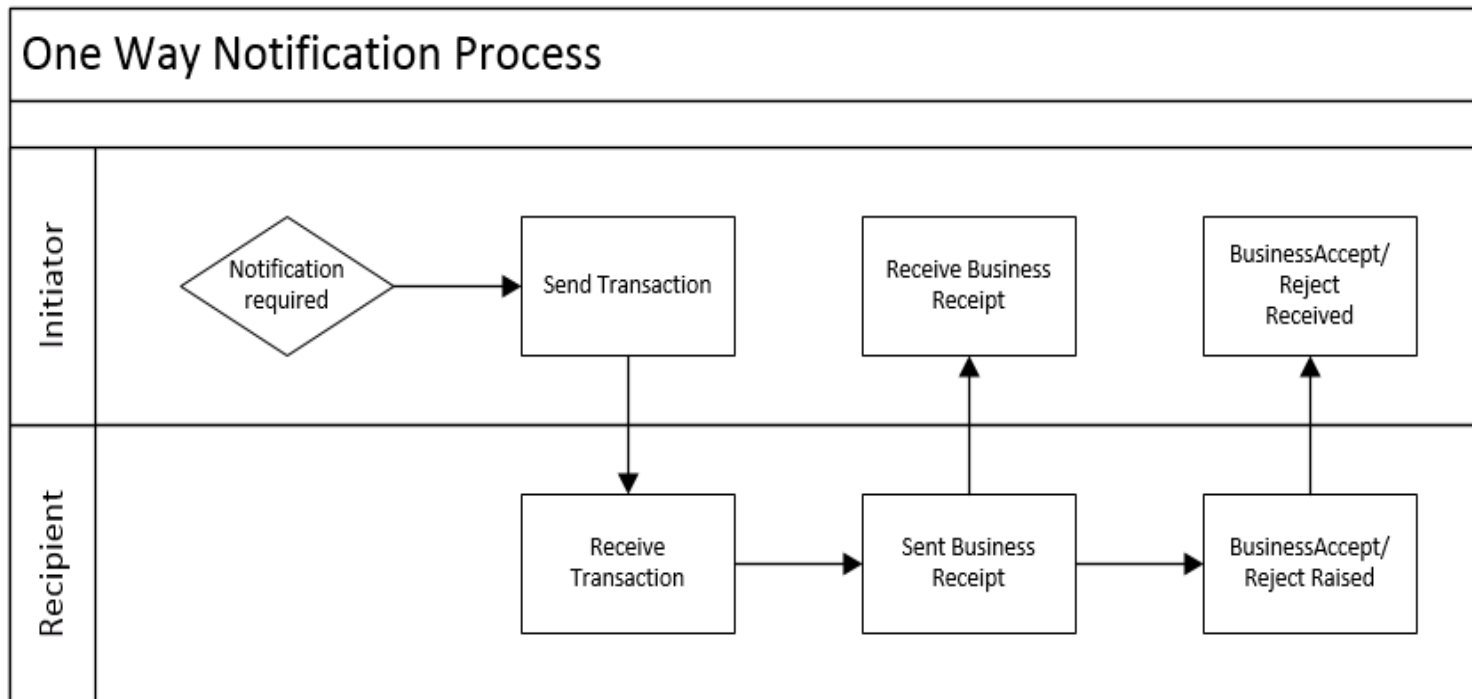 One Way Notification Process
Initiator
Notification
required
Send Transaction
Receive Business
Receipt
BusinessAccept/
Reject
Received
Recipient
Receive
Transaction
Sent Business
Receipt
BusinessAccept/
Reject Raised